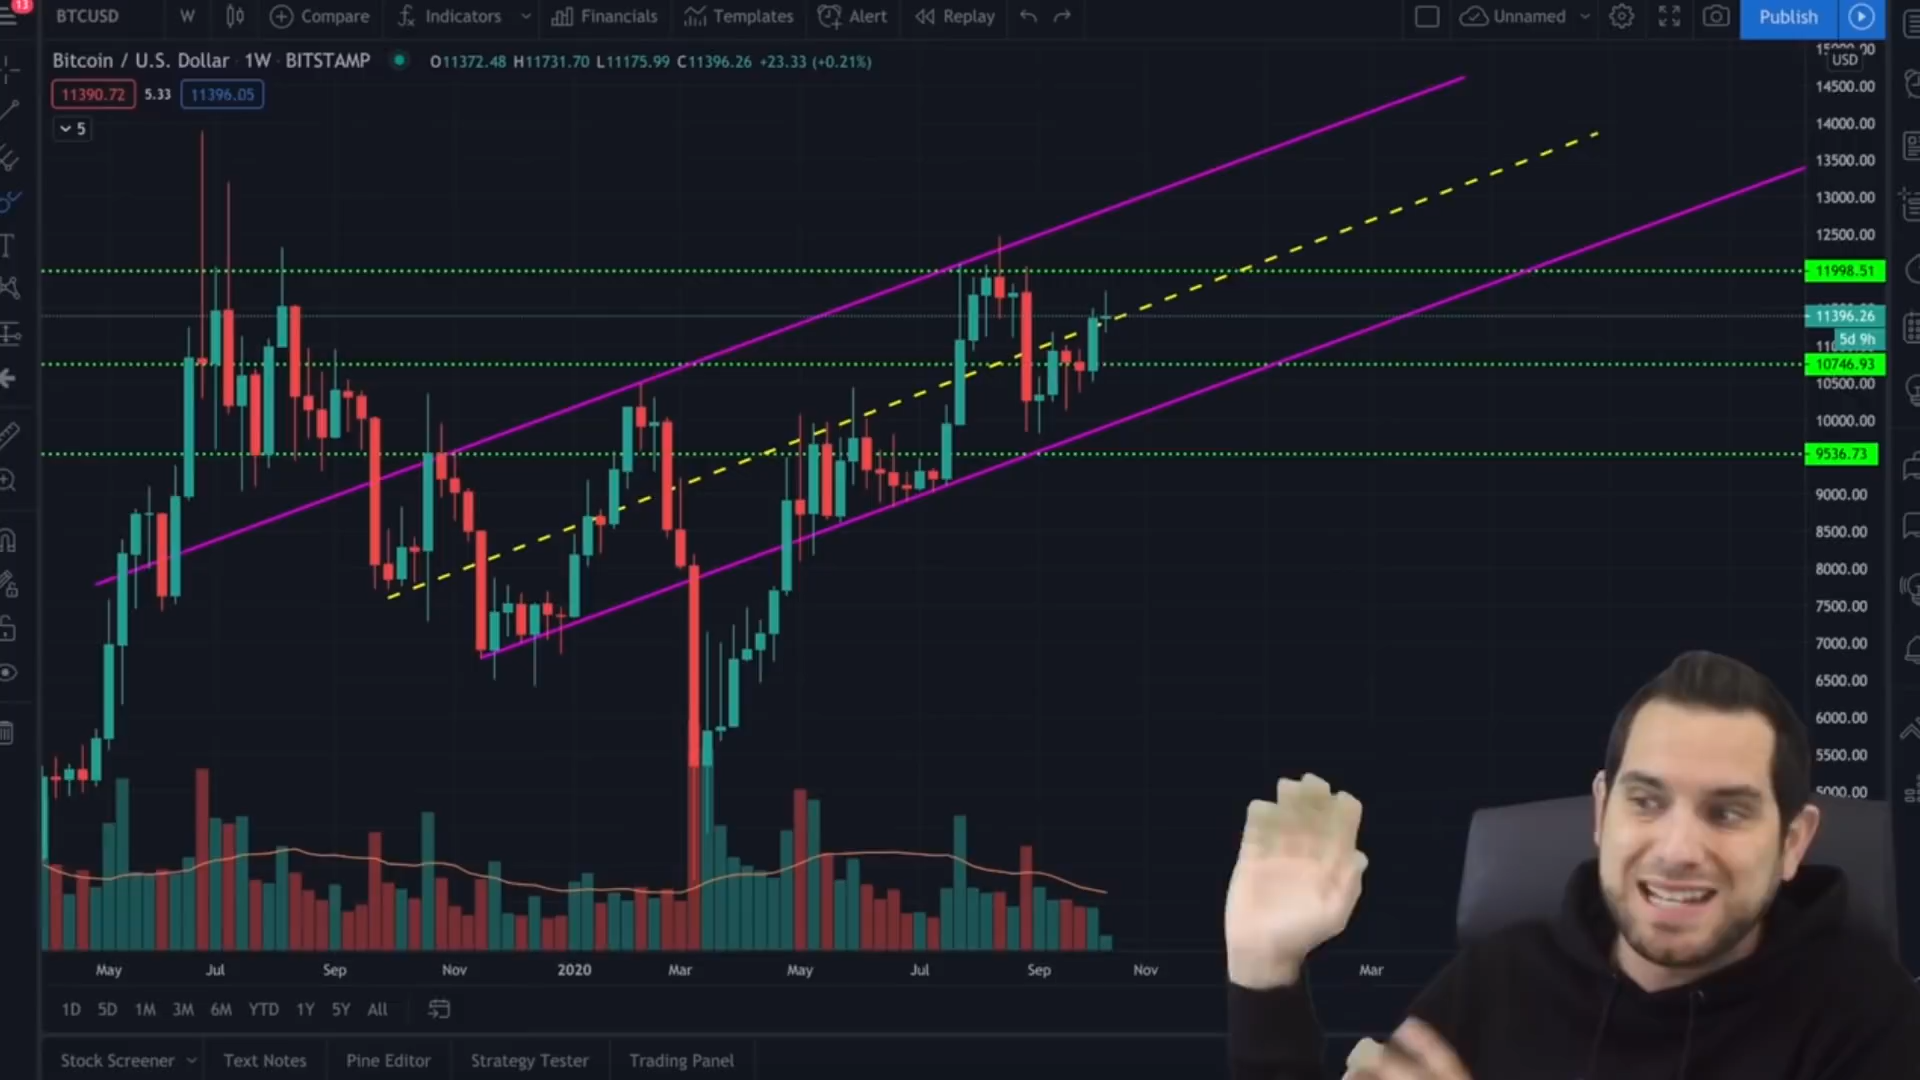 13
BTCUSD W Compare Indicators Financials Templates Alert Replay Unnamed Publish
Bitcoin / U.S. Dollar 1W BITSTAMP O11372.48 H11731.70 L11175.99 C11396.26 +23.33 (+0.21%)
11390.72 5.33 11396.05
5
USD
14500.00
14000.00
13500.00
13000.00
12500.00
11998.51
11396.26
5d 9h
10746.93
10500.00
10000.00
9536.73
9000.00
8500.00
8000.00
7500.00
7000.00
6500.00
6000.00
5500.00
5000.00
May Jul Sep Nov 2020 Mar May Jul Sep Nov Mar
1D 5D 1M 3M 6M YTD 1Y 5Y All
Stock Screener Text Notes Pine Editor Strategy Tester Trading Panel